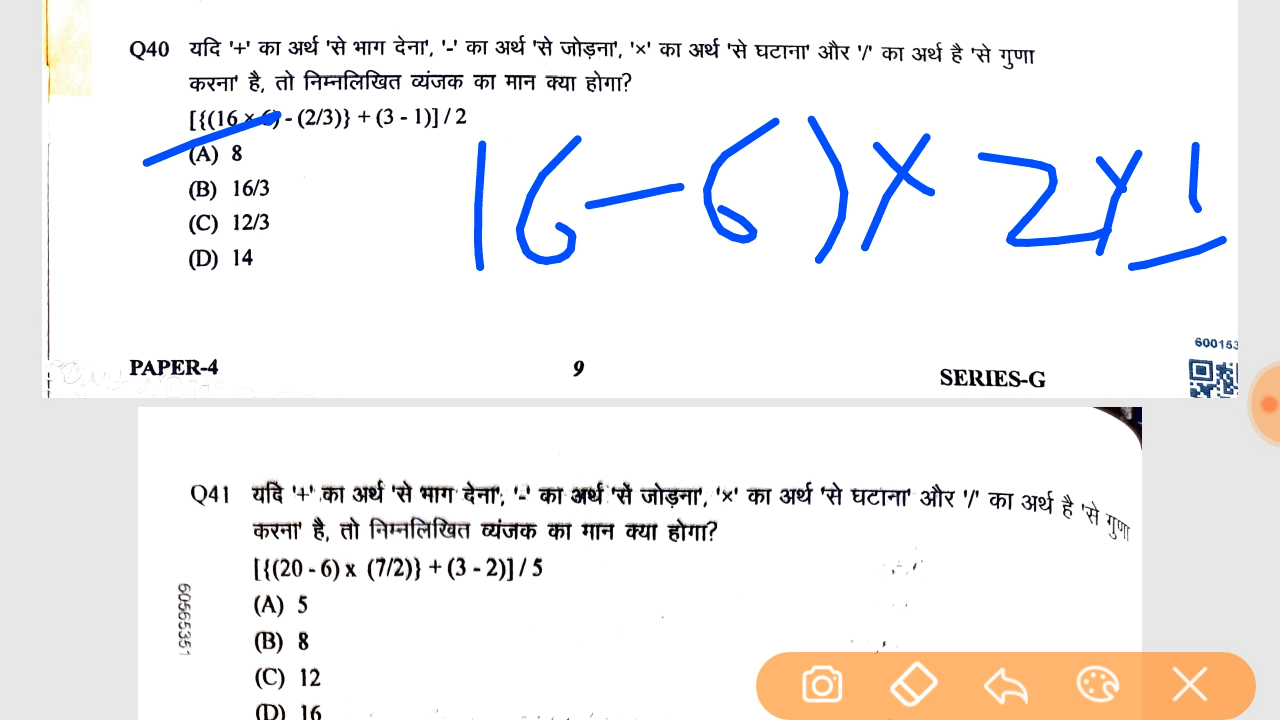 Q40 यदि '+' का अर्थ 'से भाग देना', '-' का अर्थ 'से जोड़ना', '×' का अर्थ 'से घटाना' और '/' का अर्थ है 'से गुणा
करना' है, तो निम्नलिखित व्यंजक का मान क्या होगा?
[{(16 × 6) - (2/3)} + (3 - 1)] / 2
(A) 8
(B) 16/3
(C) 12/3
(D) 14
16 - 6) × 2 ×
PAPER-4 9 SERIES-G
600153
Q41 यदि '+' का अर्थ 'से भाग देना', '-' का अर्थ 'से जोड़ना', '×' का अर्थ 'से घटाना' और '/' का अर्थ है 'से गुणा
करना' है, तो निम्नलिखित व्यंजक का मान क्या होगा?
[{(20 - 6) x (7/2)} + (3 - 2)] / 5
(A) 5
(B) 8
(C) 12
(D) 16
60565351